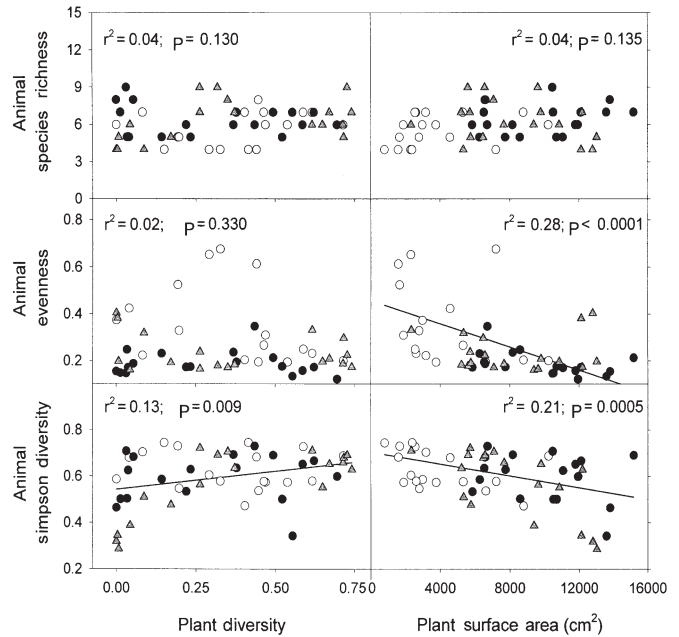 15
12
9
6
3
0
Animal
species richness
r²=0.04; P=0.130
r²=0.04; P=0.135
0.8
0.6
0.4
0.2
Animal
evenness
r²=0.02; P=0.330
r²=0.28; P< 0.0001
0.8
0.6
0.4
0.2
Animal
simpson diversity
r²=0.13; P=0.009
r²=0.21; P=0.0005
0.00 0.25 0.50 0.750 4000 8000 12000 16000
Plant diversity Plant surface area (cm²)